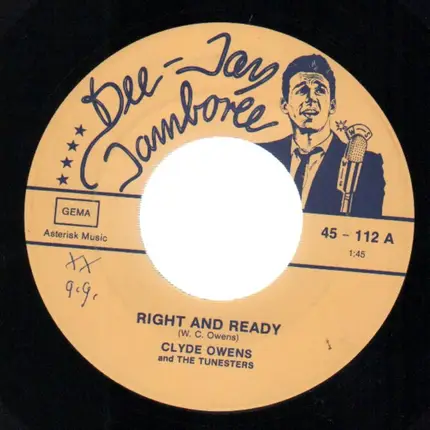 Dee-Jay
Jamboree
GEMA
Asterisk Music
45 - 112 A
1:45
XX
g.g.
RIGHT AND READY
(W. C. Owens)
CLYDE OWENS
and THE TUNESTERS